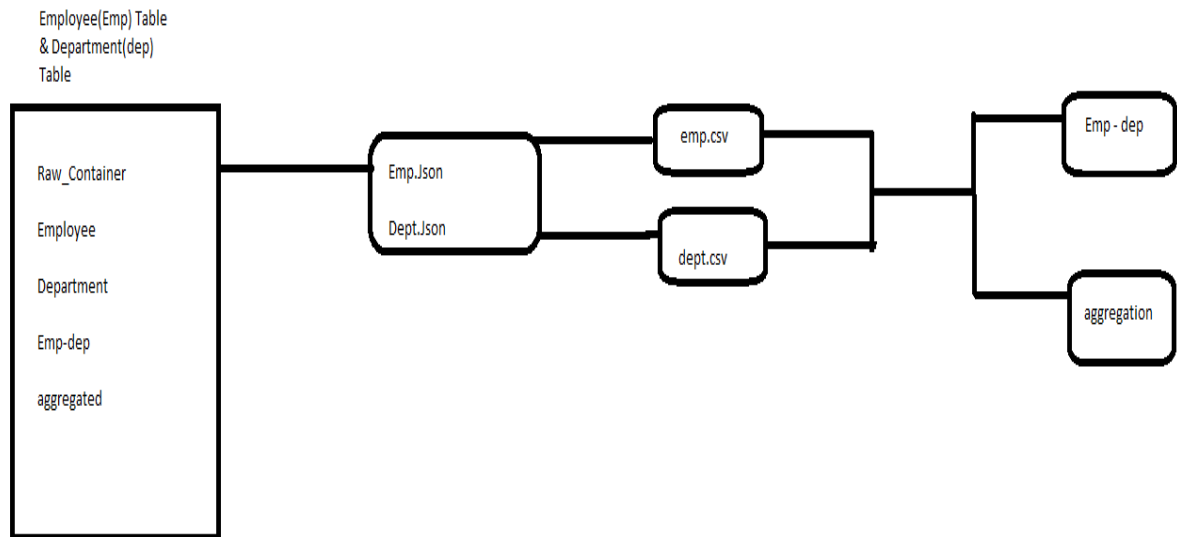 Employee(Emp) Table
& Department(dep)
Table
Raw_Container
Employee
Department
Emp-dep
aggregated
Emp.Json
Dept.Json
emp.csv
dept.csv
Emp - dep
aggregation